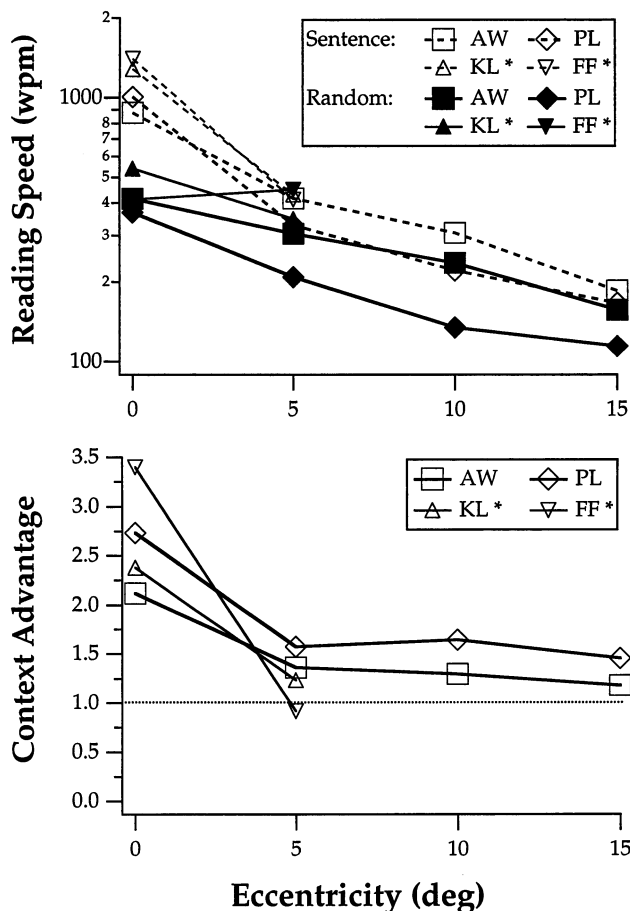 2
1000
8
7
6
5
4
3
2
100
Reading Speed (wpm)
Sentence: AW PL
KL * FF *
Random: AW PL
KL * FF *
0 5 10 15
3.5
3.0
2.5
2.0
1.5
1.0
0.5
0.0
Context Advantage
AW PL
KL * FF *
0 5 10 15
Eccentricity (deg)